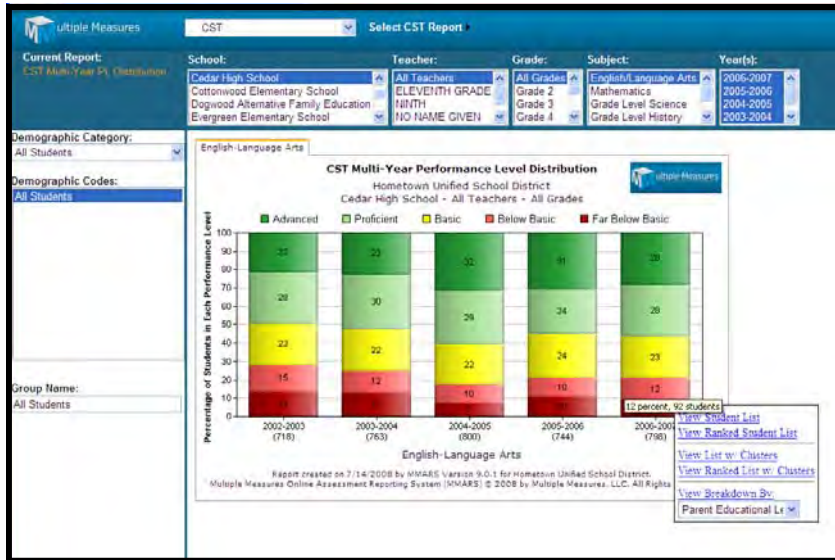 ultiple Measures
CST
Select CST Report
Current Report:
CST Multi-Year PL Distribution
School:
Teacher:
Grade:
Subject:
Year(s):
Cedar High School
Cottonwood Elementary School
Dogwood Alternative Family Education
Evergreen Elementary School
All Teachers
ELEVENTH GRADE
NINTH
NO NAME GIVEN
All Grades
Grade 2
Grade 3
Grade 4
English/Language Arts
Mathematics
Grade Level Science
Grade Level History
2006-2007
2005-2006
2004-2005
2003-2004
Demographic Category:
All Students
Demographic Codes:
All Students
Group Name:
All Students
English-Language Arts
CST Multi-Year Performance Level Distribution
Hometown Unified School District
Cedar High School - All Teachers - All Grades
ultiple Measures
Advanced
Proficient
Basic
Below Basic
Far Below Basic
Percentage of Students in Each Performance Level
100
90
80
70
60
50
40
30
20
10
0
22 23 32 31 28
28 30 29 24 28
23 22 22 24 23
15 12 10 10 12
12 percent, 92 students
2002-2003
(718)
2003-2004
(763)
2004-2005
(800)
2005-2006
(744)
2006-2007
(798)
English-Language Arts
Report created on 7/14/2008 by MMARS Version 9.0.1 for Hometown Unified School District.
Multiple Measures Online Assessment Reporting System (MMARS) © 2008 by Multiple Measures, LLC. All Rights
View Student List
View Ranked Student List
View List w/ Clusters
View Ranked List w/ Clusters
View Breakdown By:
Parent Educational Le